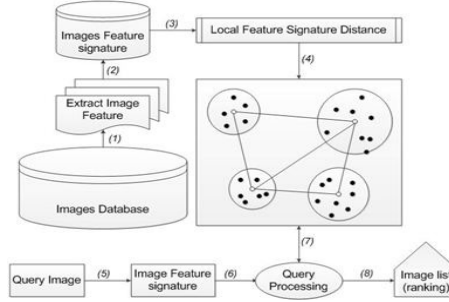 Images Feature
signature
(3)
Local Feature Signature Distance
(2)
(4)
Extract Image
Feature
(1)
Images Database
(7)
Query Image
(5)
Image Feature
signature
(6)
Query
Processing
(8)
Image list
(ranking)